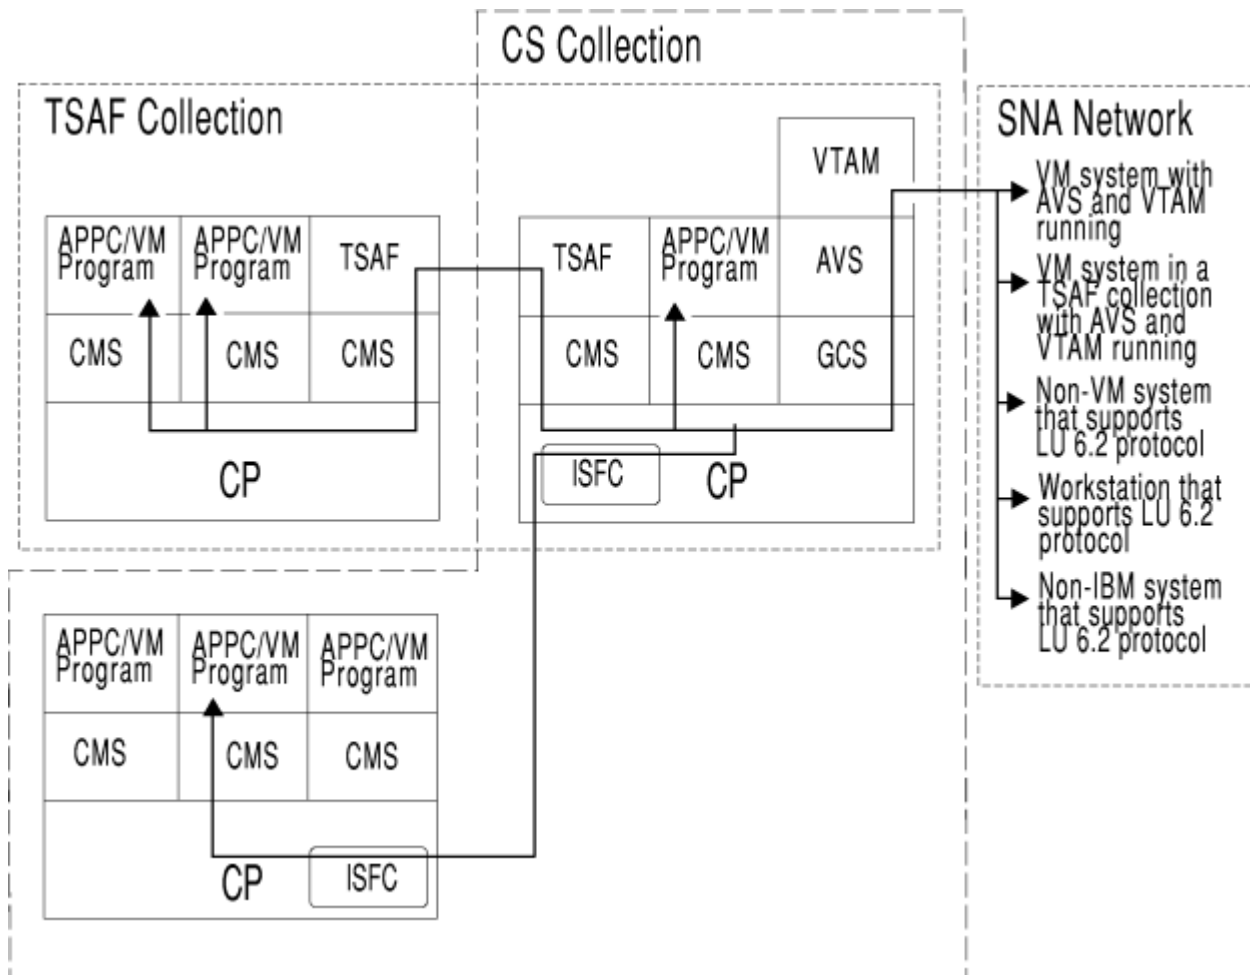 CS Collection
TSAF Collection
SNA Network
VTAM
APPC/VM
Program
APPC/VM
Program
TSAF
CMS
CMS
CMS
CP
TSAF
APPC/VM
Program
AVS
CMS
CMS
GCS
ISFC
CP
VM system with
AVS and VTAM
running
VM system in a
TSAF collection
with AVS and
VTAM running
Non-VM system
that supports
LU 6.2 protocol
Workstation that
supports LU 6.2
protocol
Non-IBM system
that supports
LU 6.2 protocol
APPC/VM
Program
APPC/VM
Program
APPC/VM
Program
CMS
CMS
CMS
CP
ISFC